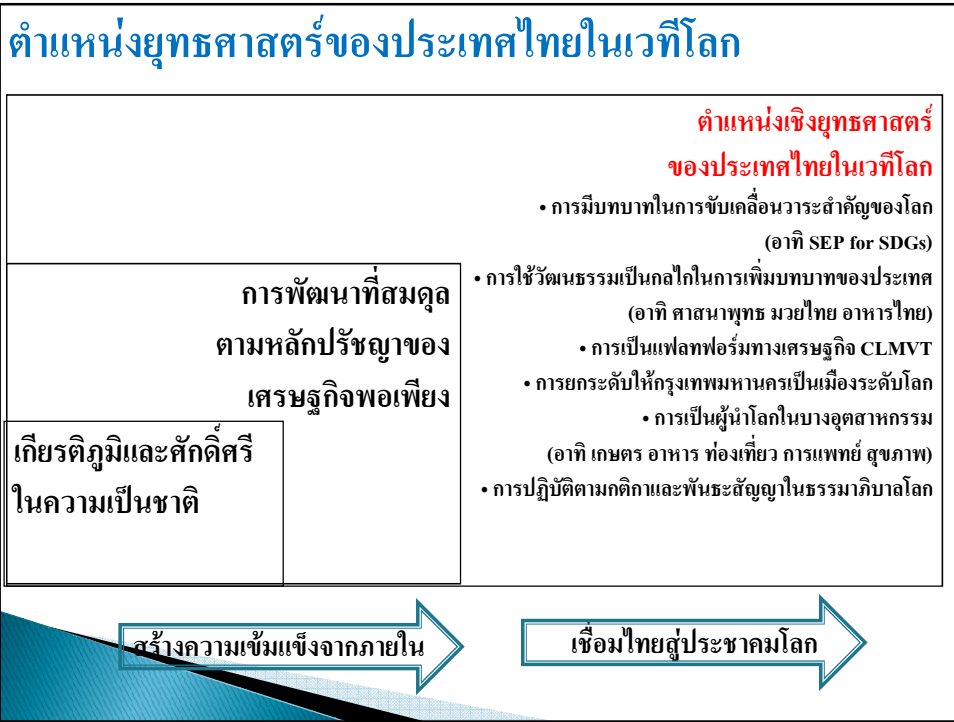 ตำแหน่งยุทธศาสตร์ของประเทศไทยในเวทีโลก
ตำแหน่งเชิงยุทธศาสตร์
ของประเทศไทยในเวทีโลก
• การมีบทบาทในการขับเคลื่อนวาระสำคัญของโลก
(อาทิ SEP for SDGs)
• การใช้วัฒนธรรมเป็นกลไกในการเพิ่มบทบาทของประเทศ
(อาทิ ศาสนาพุทธ มวยไทย อาหารไทย)
• การเป็นแฟลทฟอร์มทางเศรษฐกิจ CLMVT
• การยกระดับให้กรุงเทพมหานครเป็นเมืองระดับโลก
• การเป็นผู้นำโลกในบางอุตสาหกรรม
(อาทิ เกษตร อาหาร ท่องเที่ยว การแพทย์ สุขภาพ)
• การปฏิบัติตามกติกาและพันธะสัญญาในธรรมาภิบาลโลก
การพัฒนาที่สมดุล
ตามหลักปรัชญาของ
เศรษฐกิจพอเพียง
เกียรติภูมิและศักดิ์ศรี
ในความเป็นชาติ
สร้างความเข้มแข็งจากภายใน
เชื่อมไทยสู่ประชาคมโลก